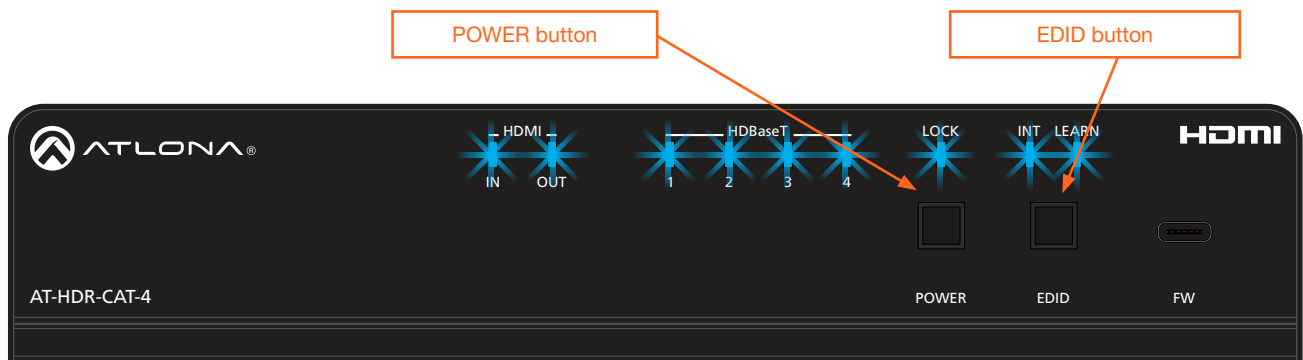 POWER button
EDID button
ATLONA®
HDMI
HDBaseT
LOCK
INT LEARN
HDMI
IN OUT
1 2 3 4
AT-HDR-CAT-4
POWER
EDID
FW